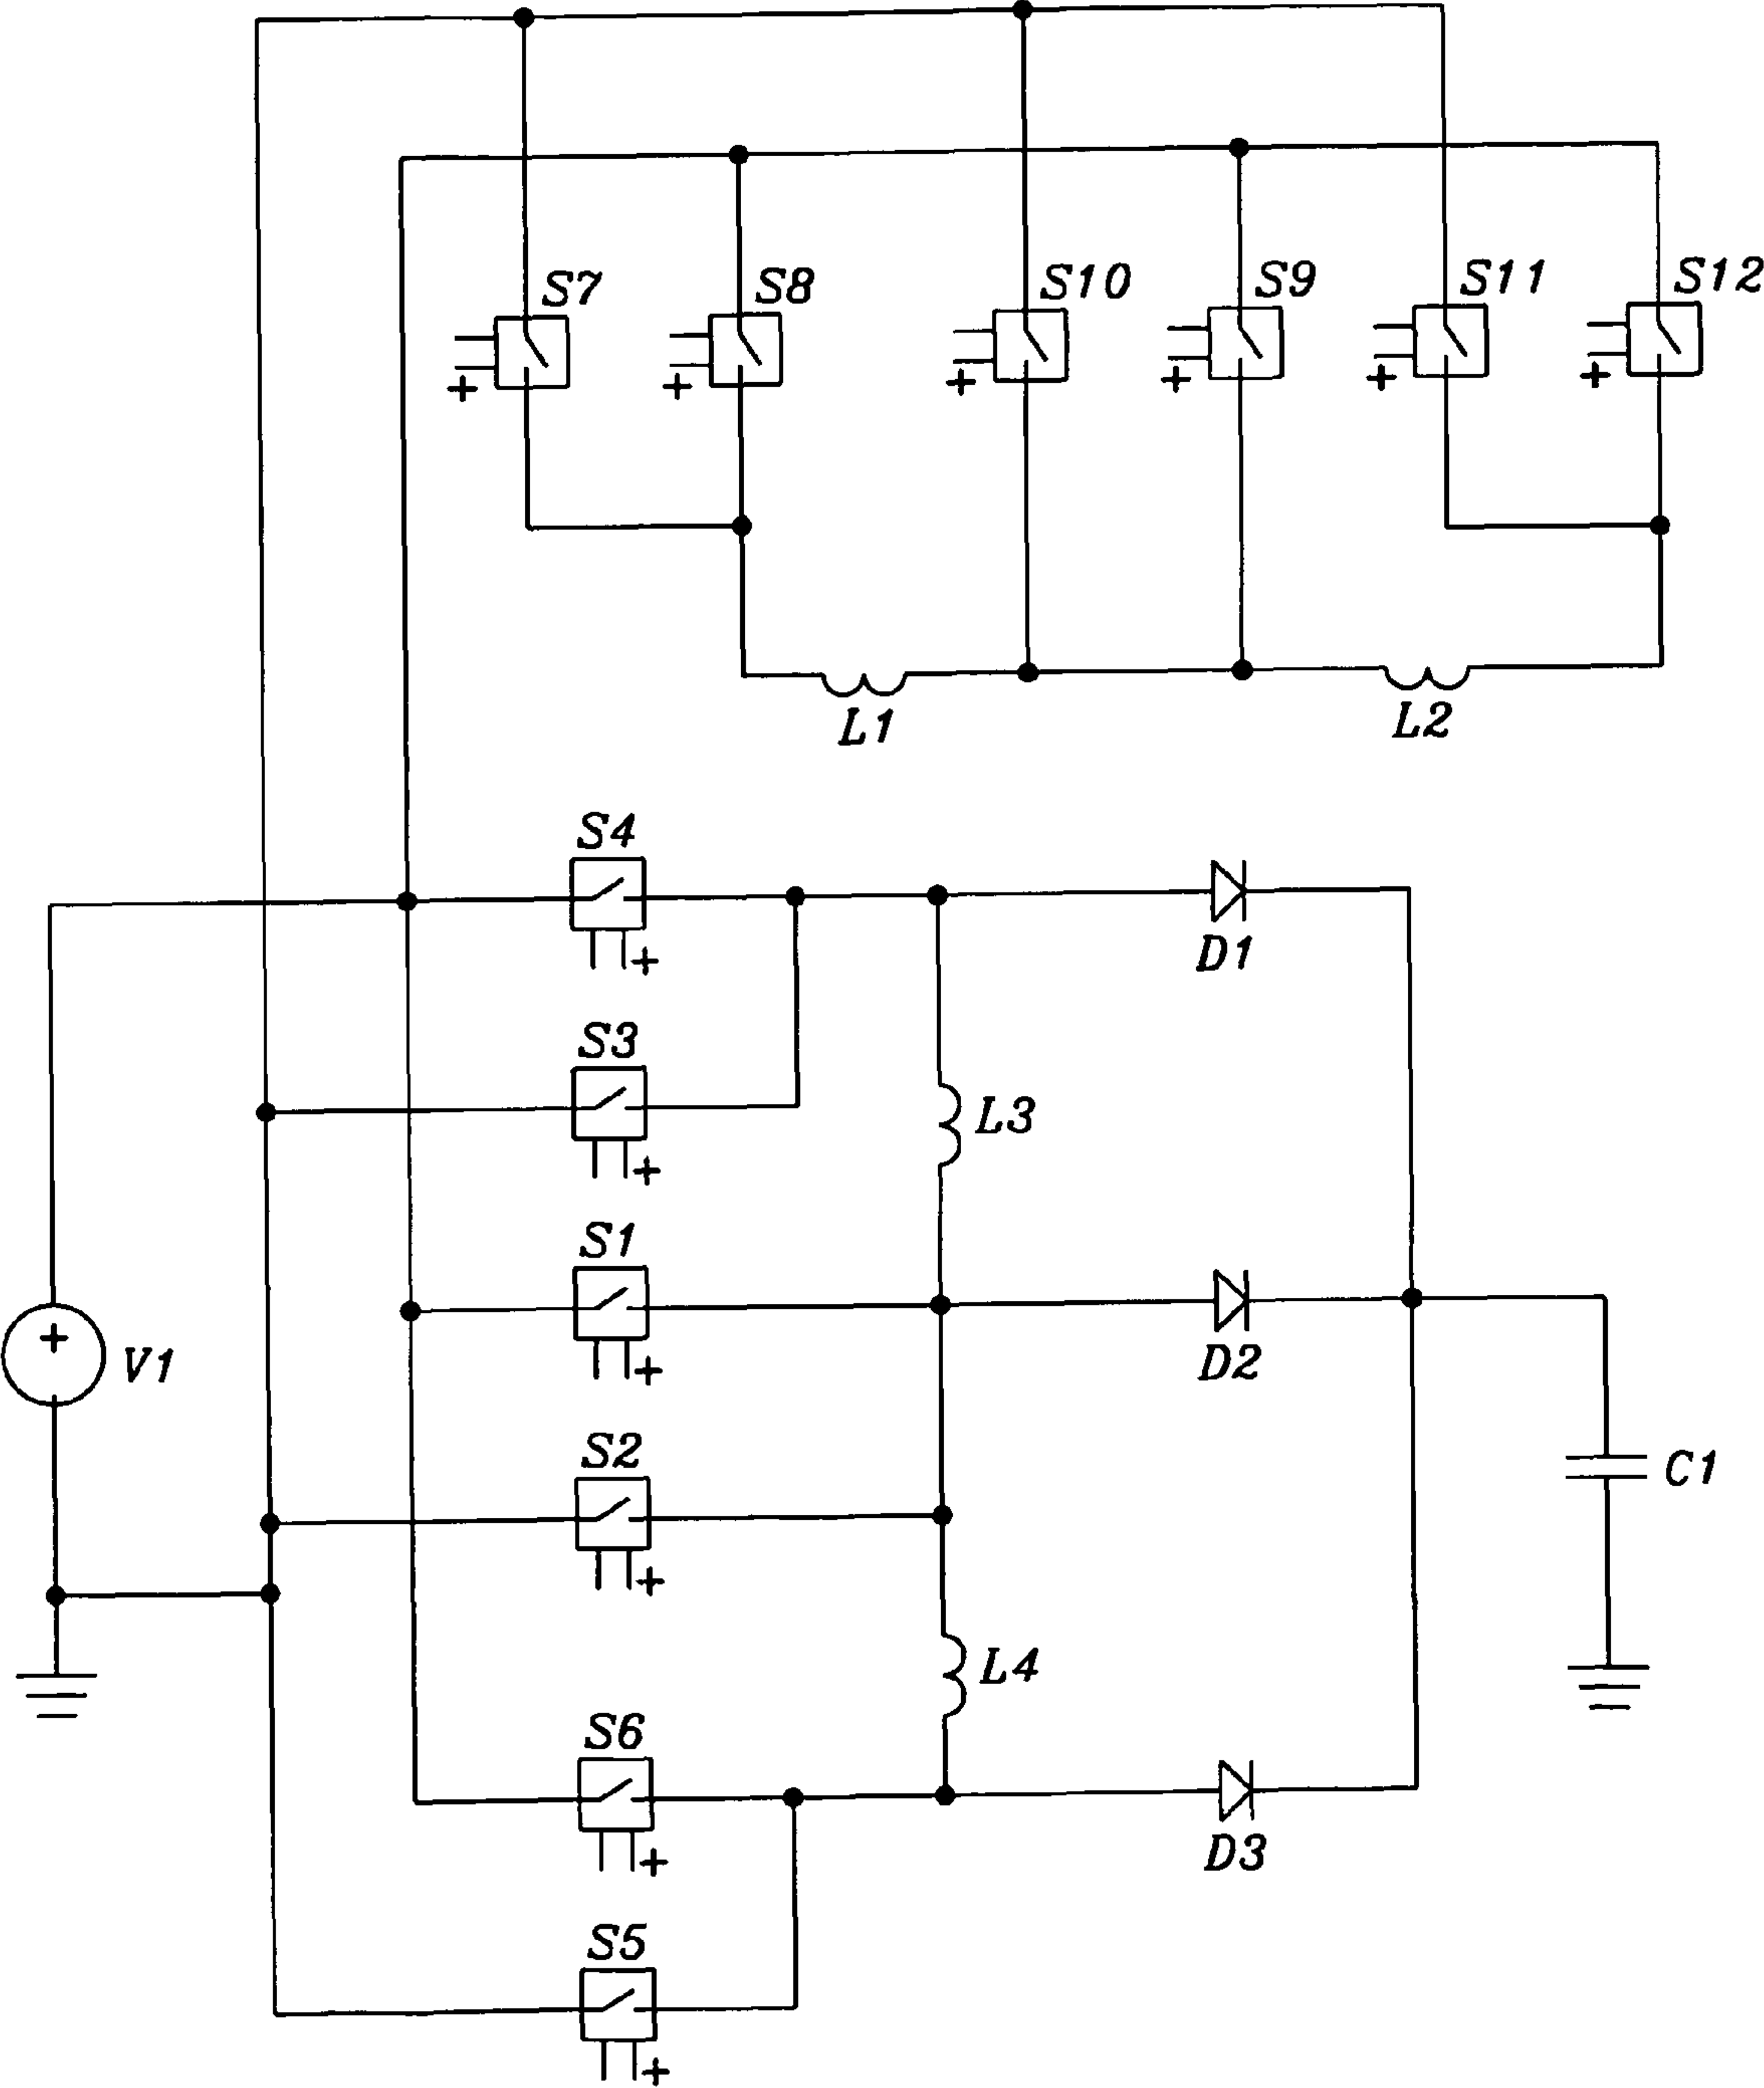 S7 S8 S10 S9 S11 S12
+ + + + + +
L1 L2
S4
+
D1
S3
+
L3
S1
+
+
V1
D2
S2
+
C1
L4
S6
+
D3
S5
+